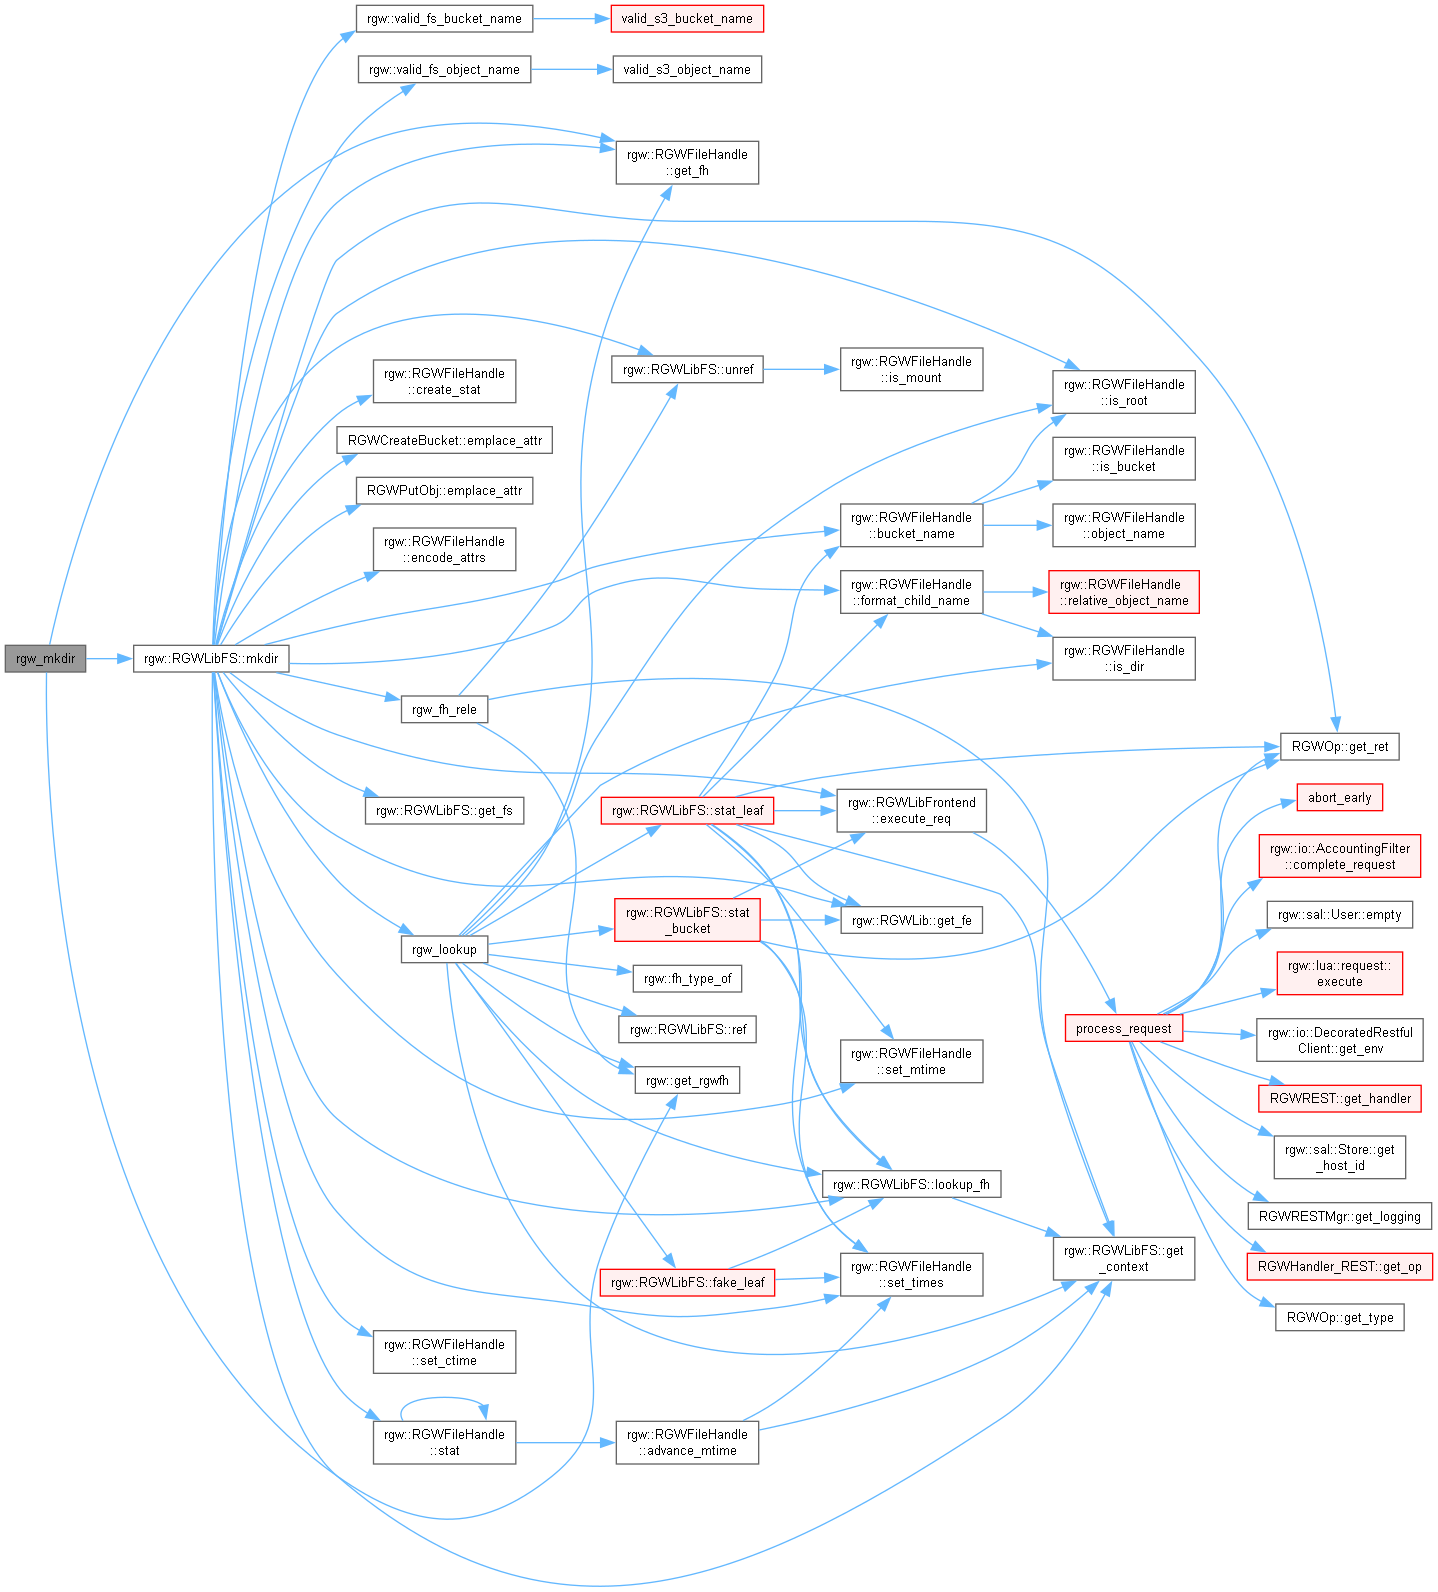 rgw::valid_fs_bucket_name
valid_s3_bucket_name
rgw::valid_fs_object_name
valid_s3_object_name
rgw::RGWFileHandle
::get_fh
rgw::RGWLibFS::unref
rgw::RGWFileHandle
::is_mount
rgw::RGWFileHandle
::create_stat
rgw::RGWFileHandle
::is_root
RGWCreateBucket::emplace_attr
rgw::RGWFileHandle
::is_bucket
RGWPutObj::emplace_attr
rgw::RGWFileHandle
::bucket_name
rgw::RGWFileHandle
::object_name
rgw::RGWFileHandle
::encode_attrs
rgw::RGWFileHandle
::format_child_name
rgw::RGWFileHandle
::relative_object_name
rgw_mkdir
rgw::RGWLibFS::mkdir
rgw::RGWFileHandle
::is_dir
rgw_fh_rele
RGWOp::get_ret
rgw::RGWLibFS::get_fs
rgw::RGWLibFS::stat_leaf
rgw::RGWLibFrontend
::execute_req
abort_early
rgw::io::AccountingFilter
::complete_request
rgw::RGWLibFS::stat
_bucket
rgw::RGWLib::get_fe
rgw::sal::User::empty
rgw_lookup
rgw::fh_type_of
rgw::lua::request::
execute
rgw::RGWLibFS::ref
process_request
rgw::io::DecoratedRestful
Client::get_env
rgw::RGWFileHandle
::set_mtime
rgw::get_rgwfh
RGWREST::get_handler
rgw::sal::Store::get
_host_id
rgw::RGWLibFS::lookup_fh
RGWRESTMgr::get_logging
rgw::RGWLibFS::get
_context
RGWHandler_REST::get_op
rgw::RGWLibFS::fake_leaf
rgw::RGWFileHandle
::set_times
RGWOp::get_type
rgw::RGWFileHandle
::set_ctime
rgw::RGWFileHandle
::stat
rgw::RGWFileHandle
::advance_mtime